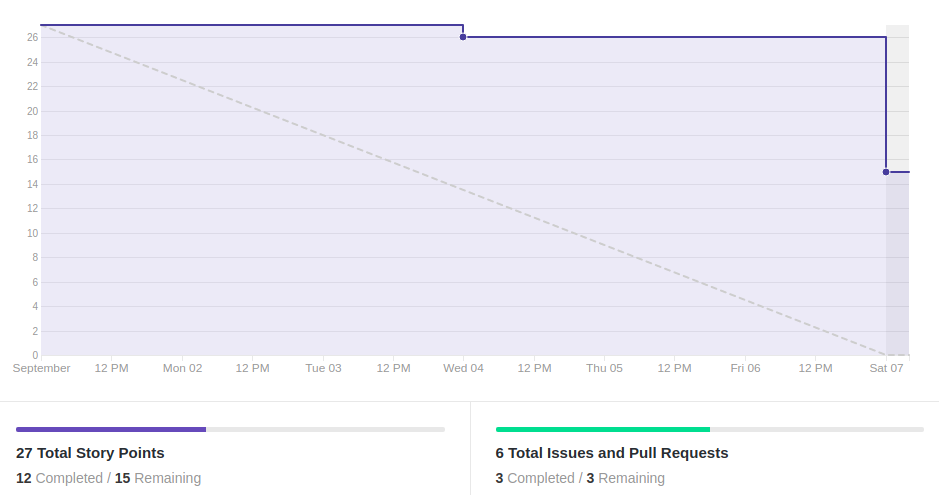 26
24
22
20
18
16
14
12
10
8
6
4
2
0
September 12 PM Mon 02 12 PM Tue 03 12 PM Wed 04 12 PM Thu 05 12 PM Fri 06 12 PM Sat 07
27 Total Story Points
12 Completed / 15 Remaining
6 Total Issues and Pull Requests
3 Completed / 3 Remaining